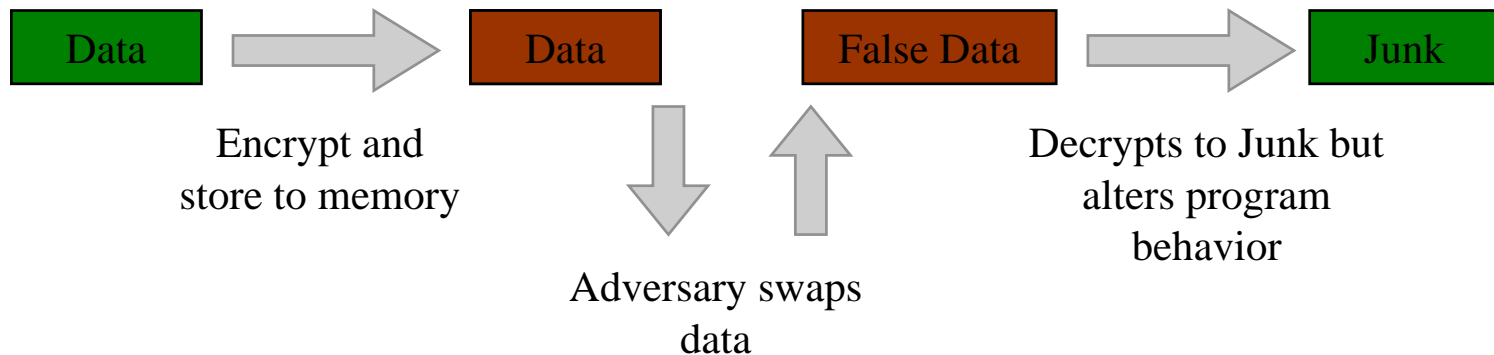 Data
Data
False Data
Junk
Encrypt and
store to memory
Decrypts to Junk but
alters program
behavior
Adversary swaps
data